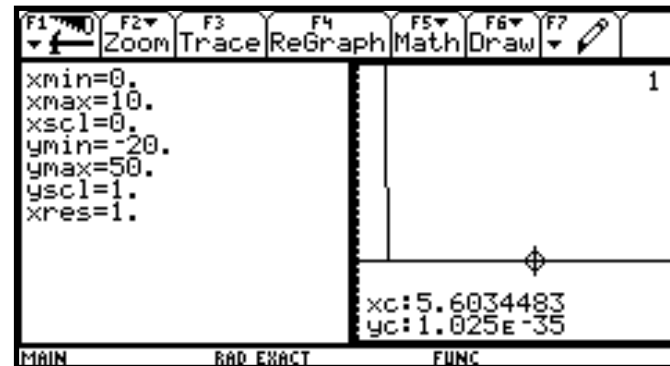 F1 F2 F3 F4 F5 F6 F7
Zoom Trace ReGraph Math Draw
xmin=0.
xmax=10.
xscl=0.
ymin=-20.
ymax=50.
yscl=1.
xres=1.
1
xc:5.6034483
yc:1.025E-35
MAIN RAD EXACT FUNC